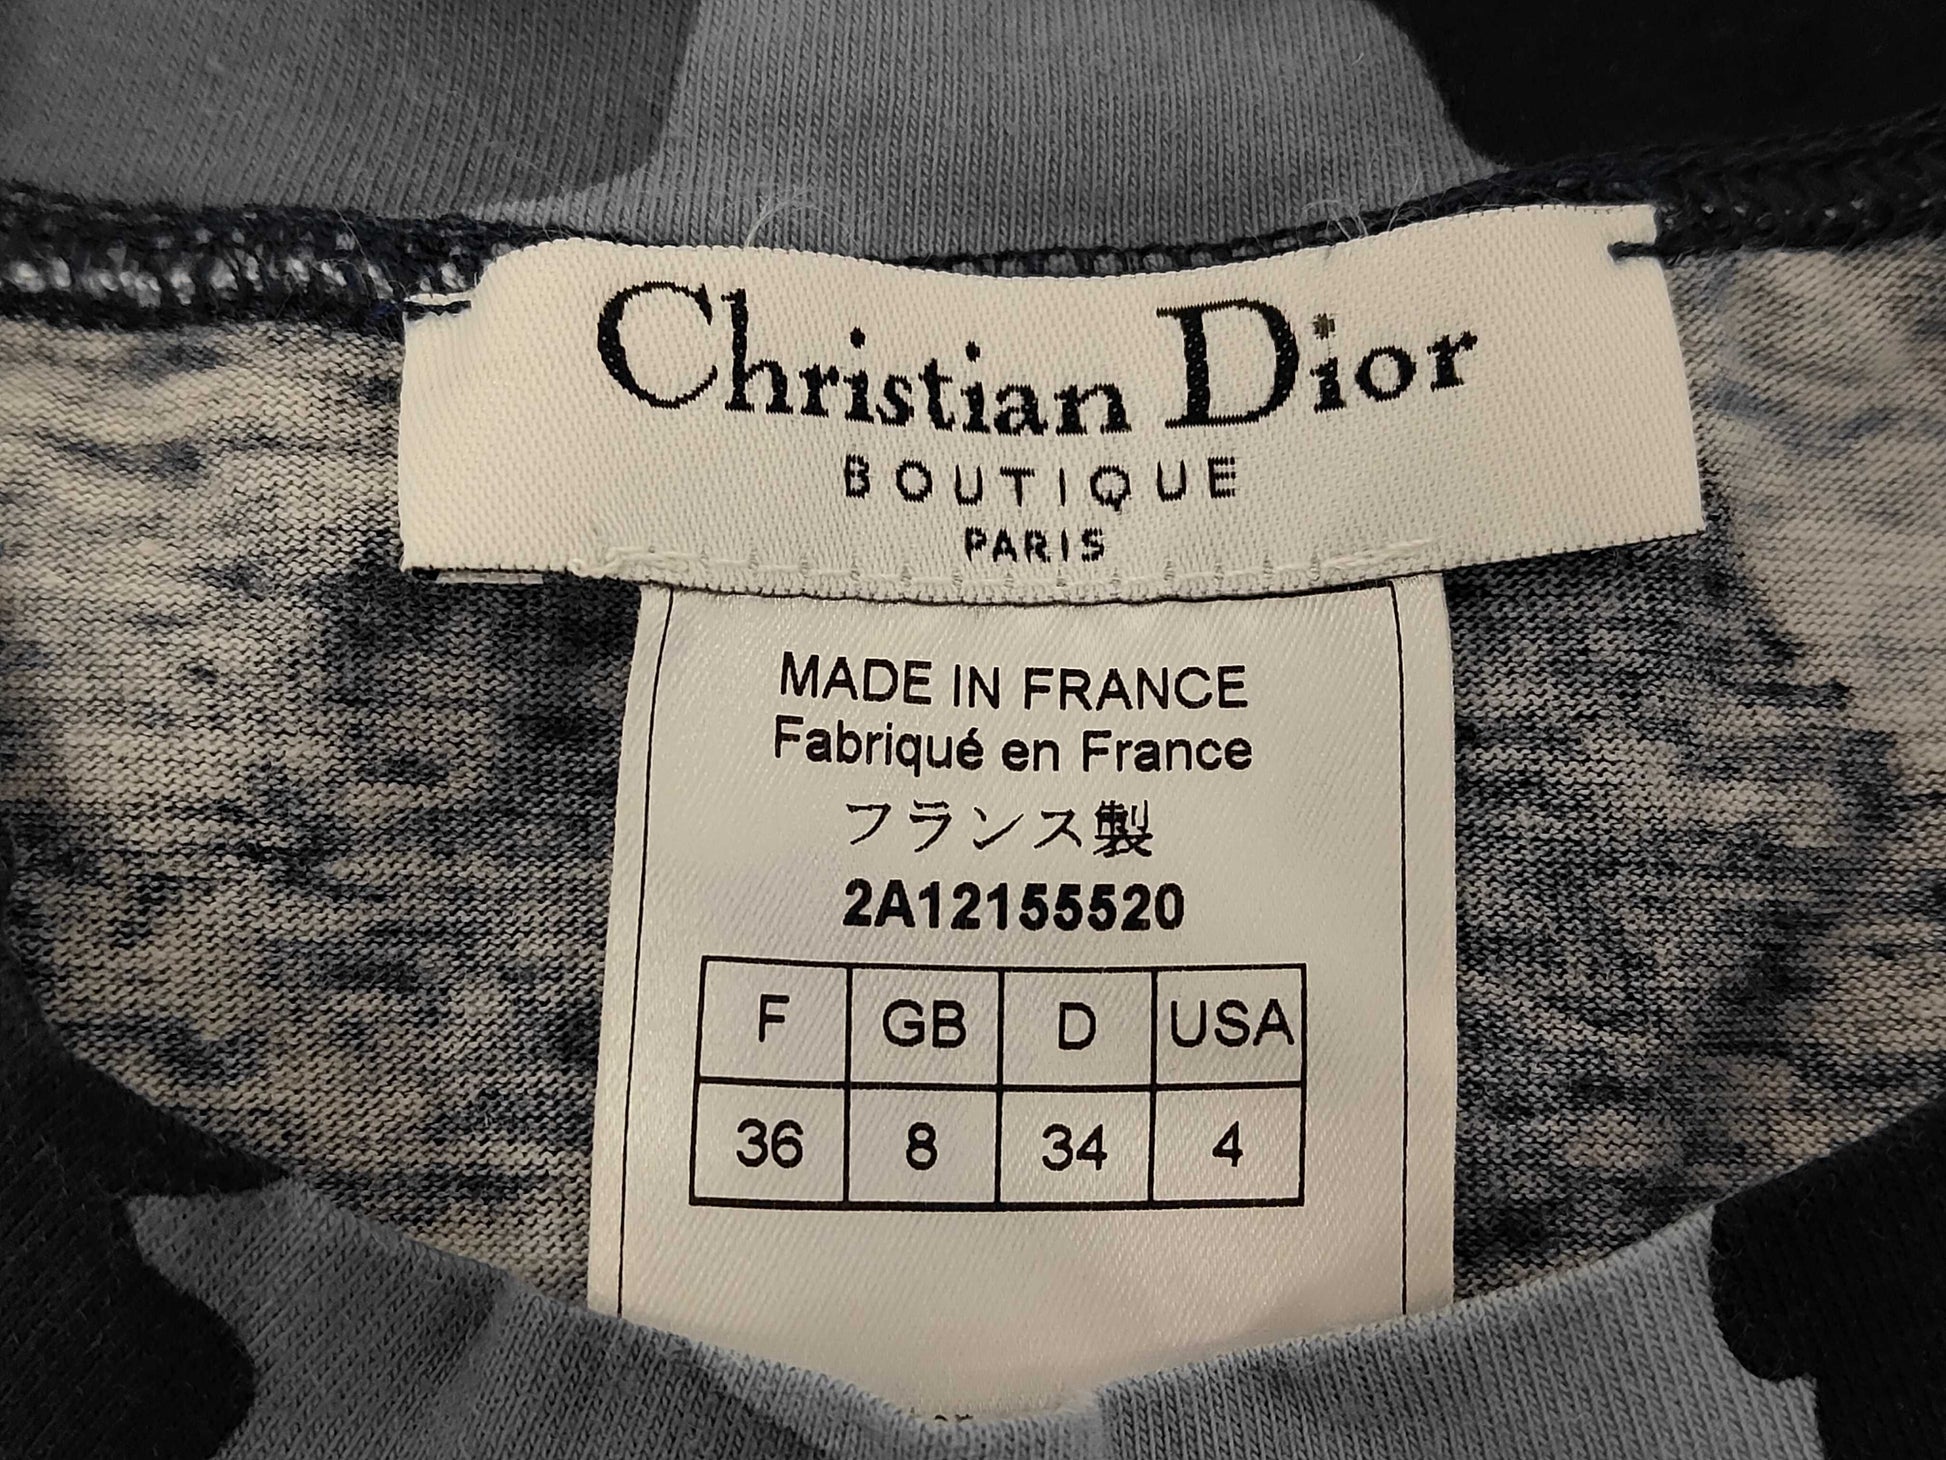 Christian Dior
BOUTIQUE
PARIS
MADE IN FRANCE
Fabriqué en France
フランス製
2A12155520
F GB D USA
36 8 34 4